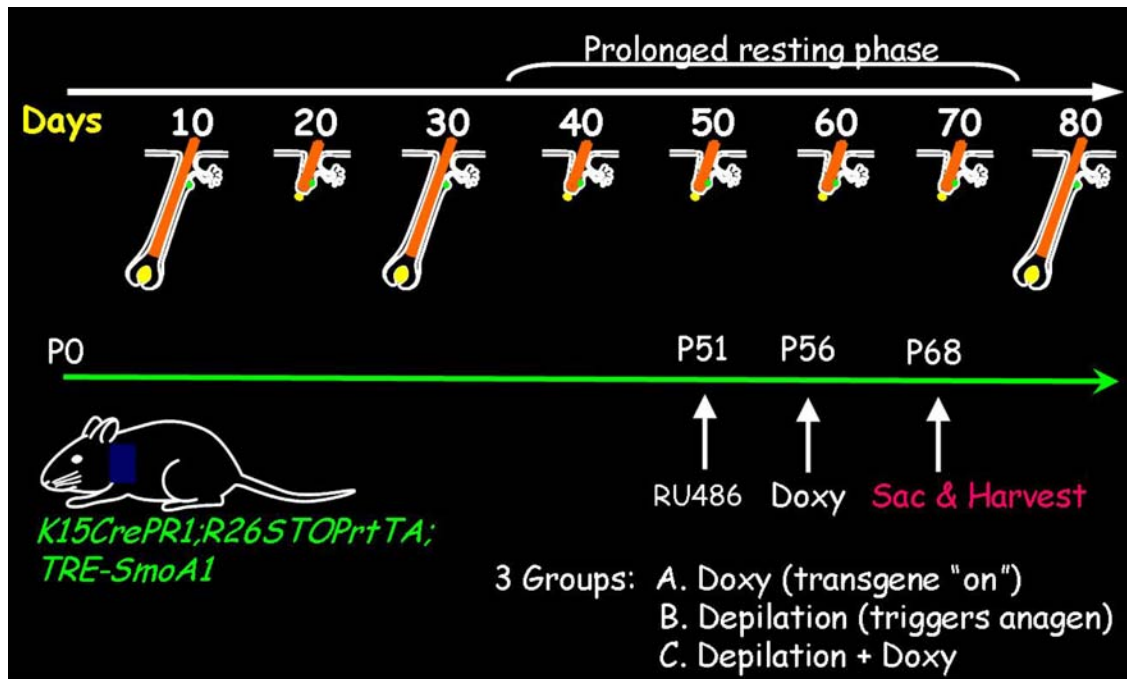 Prolonged resting phase
Days 10 20 30 40 50 60 70 80
P0 P51 P56 P68
RU486 Doxy Sac & Harvest
K15CrePR1;R26STOPrtTA;
TRE-SmoA1
3 Groups: A. Doxy (transgene "on")
B. Depilation (triggers anagen)
C. Depilation + Doxy